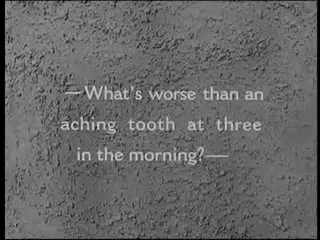 —What's worse than an
aching tooth at three
in the morning?—